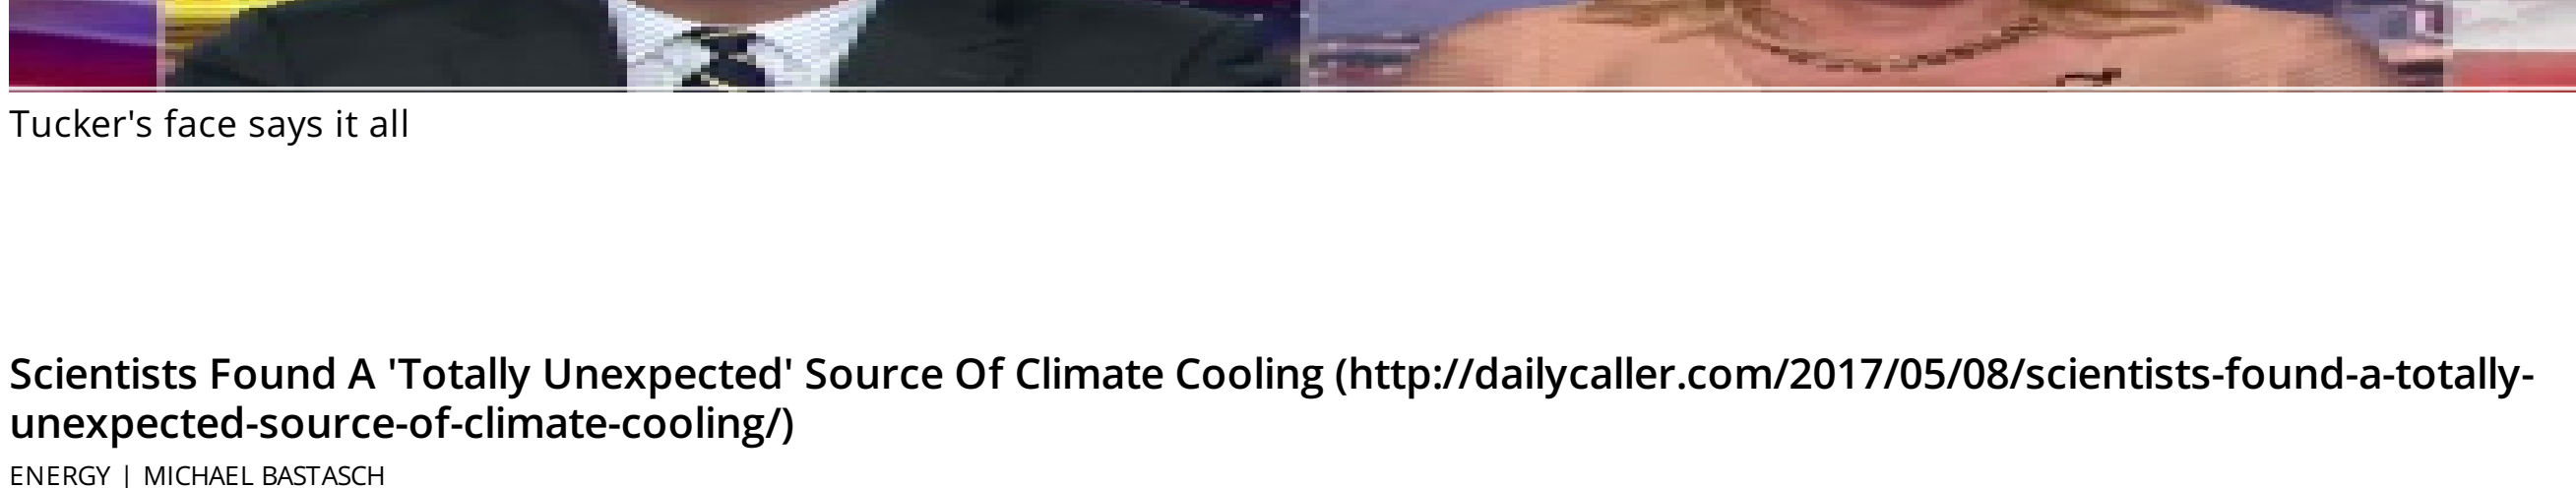 Tucker's face says it all
Scientists Found A 'Totally Unexpected' Source Of Climate Cooling (http://dailycaller.com/2017/05/08/scientists-found-a-totally-
unexpected-source-of-climate-cooling/)
ENERGY | MICHAEL BASTASCH